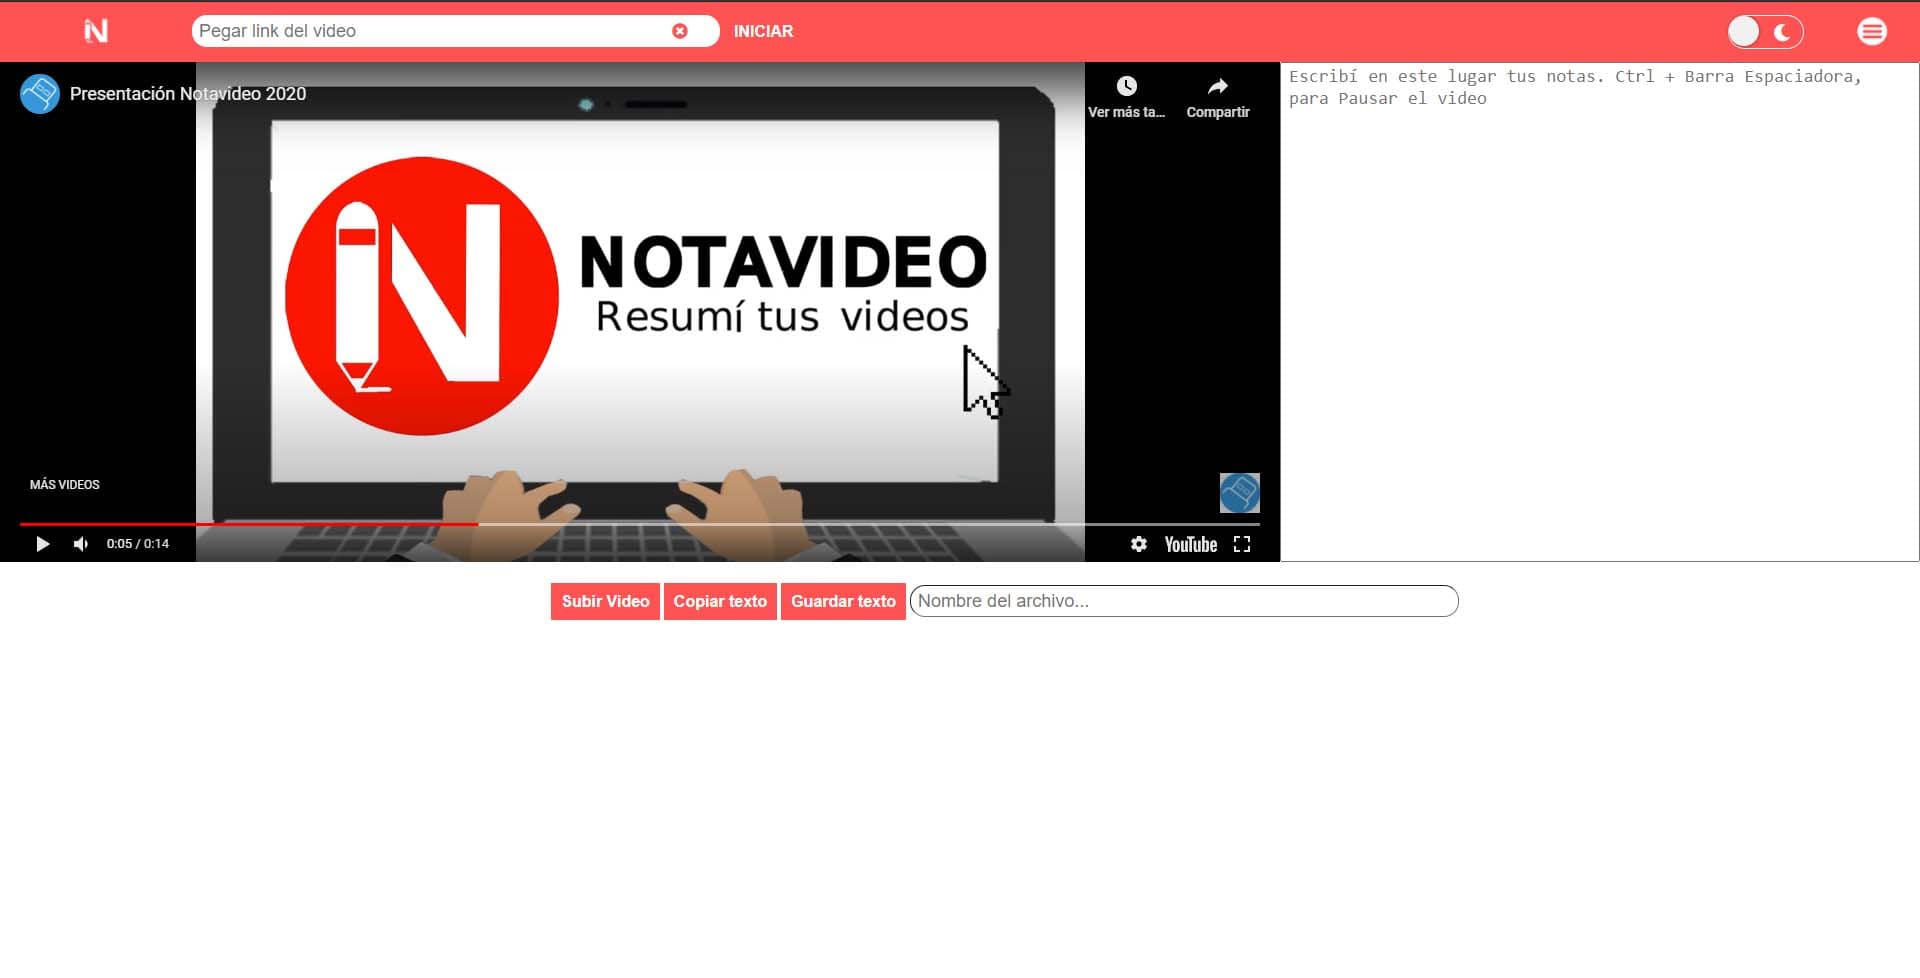 N
Pegar link del video
INICIAR
Presentación Notavideo 2020
Ver más ta...
Compartir
Escribí en este lugar tus notas. Ctrl + Barra Espaciadora,
para Pausar el video
N
NOTAVIDEO
Resumí tus videos
MÁS VIDEOS
0:05 / 0:14
YouTube
Subir Video
Copiar texto
Guardar texto
Nombre del archivo...